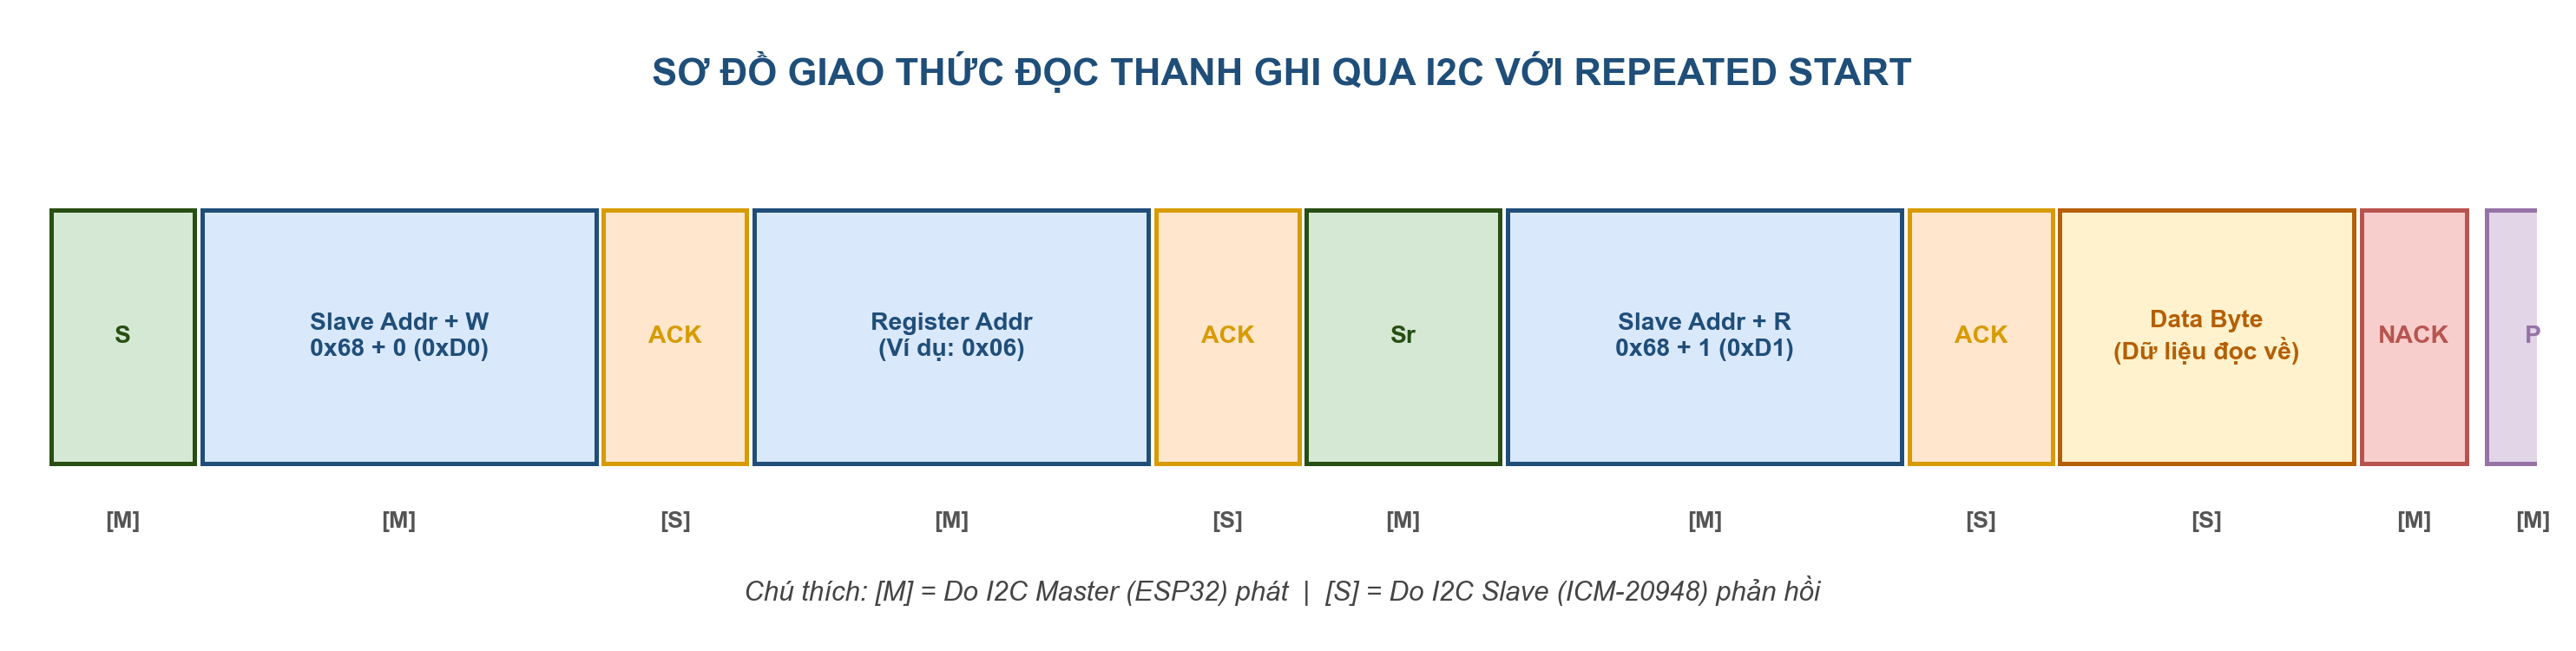 SƠ ĐỒ GIAO THỨC ĐỌC THANH GHI QUA I2C VỚI REPEATED START
S
Slave Addr + W
0x68 + 0 (0xD0)
ACK
Register Addr
(Ví dụ: 0x06)
ACK
Sr
Slave Addr + R
0x68 + 1 (0xD1)
ACK
Data Byte
(Dữ liệu đọc về)
NACK
P
[M]
[M]
[S]
[M]
[S]
[M]
[M]
[S]
[S]
[M]
[M]
Chú thích: [M] = Do I2C Master (ESP32) phát | [S] = Do I2C Slave (ICM-20948) phản hồi